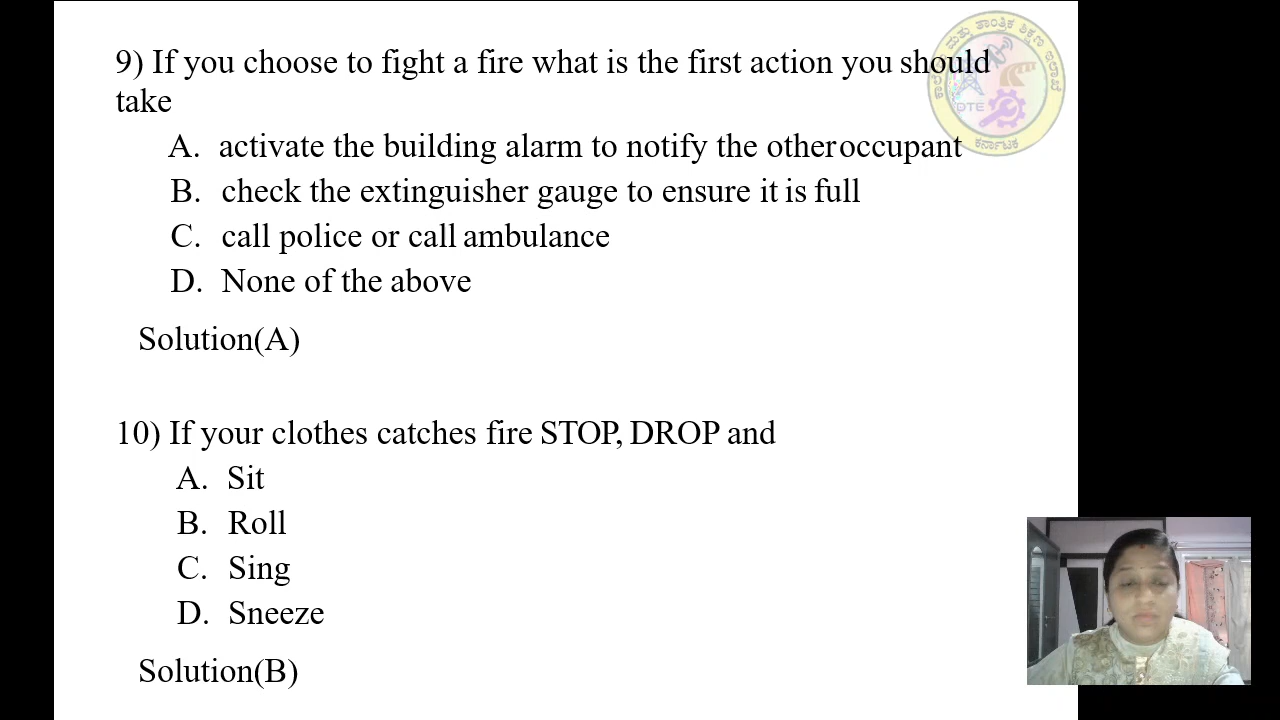 9) If you choose to fight a fire what is the first action you should
take
A. activate the building alarm to notify the other occupant
B. check the extinguisher gauge to ensure it is full
C. call police or call ambulance
D. None of the above
Solution(A)
10) If your clothes catches fire STOP, DROP and
A. Sit
B. Roll
C. Sing
D. Sneeze
Solution(B)
DTE
ಕರ್ನಾಟಕ